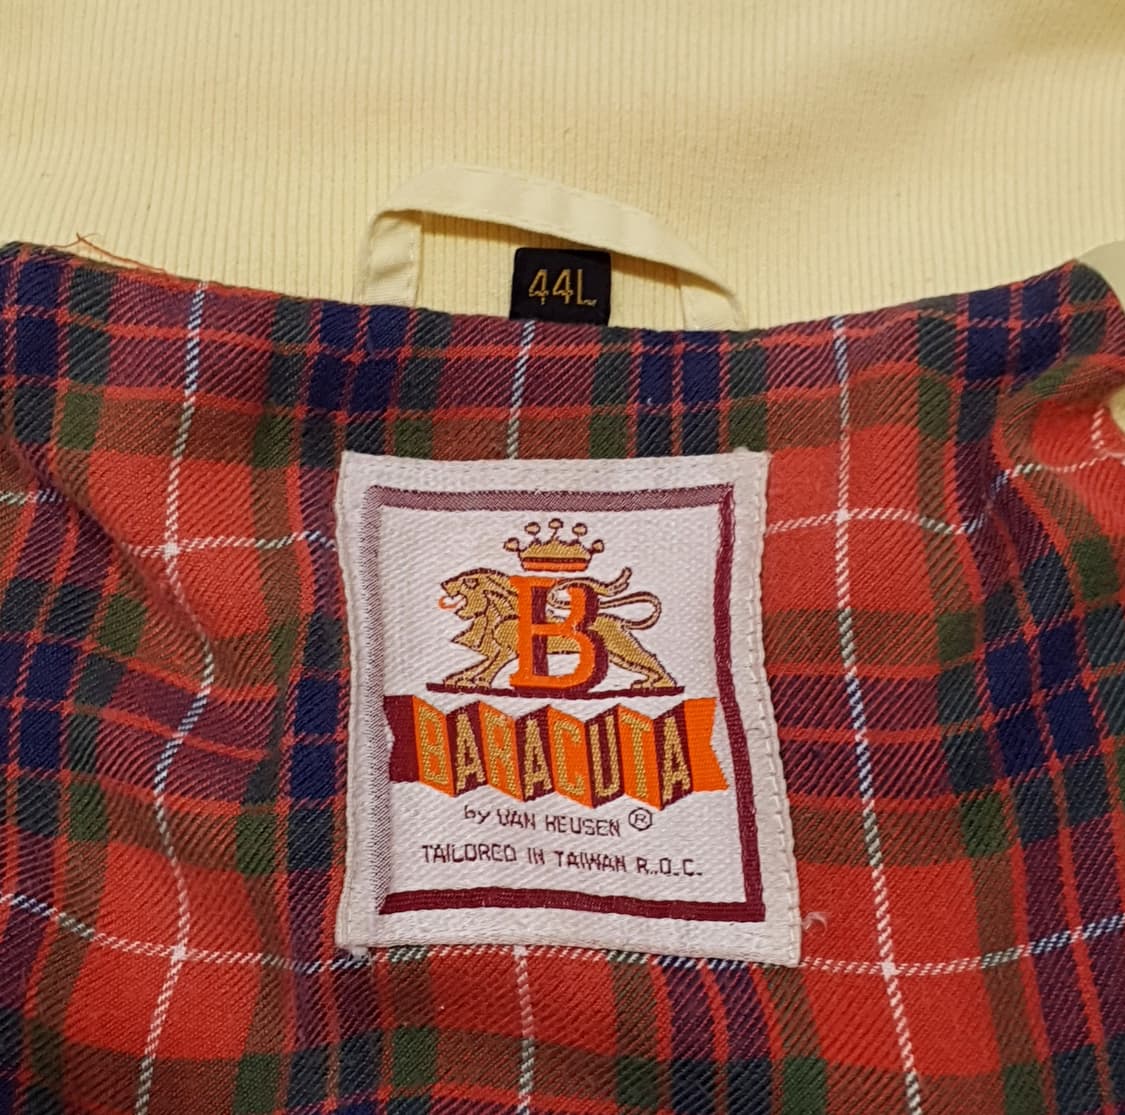 44L
B
BARACUTA
by VAN HEUSEN ®
TAILORED IN TAIWAN R.O.C.